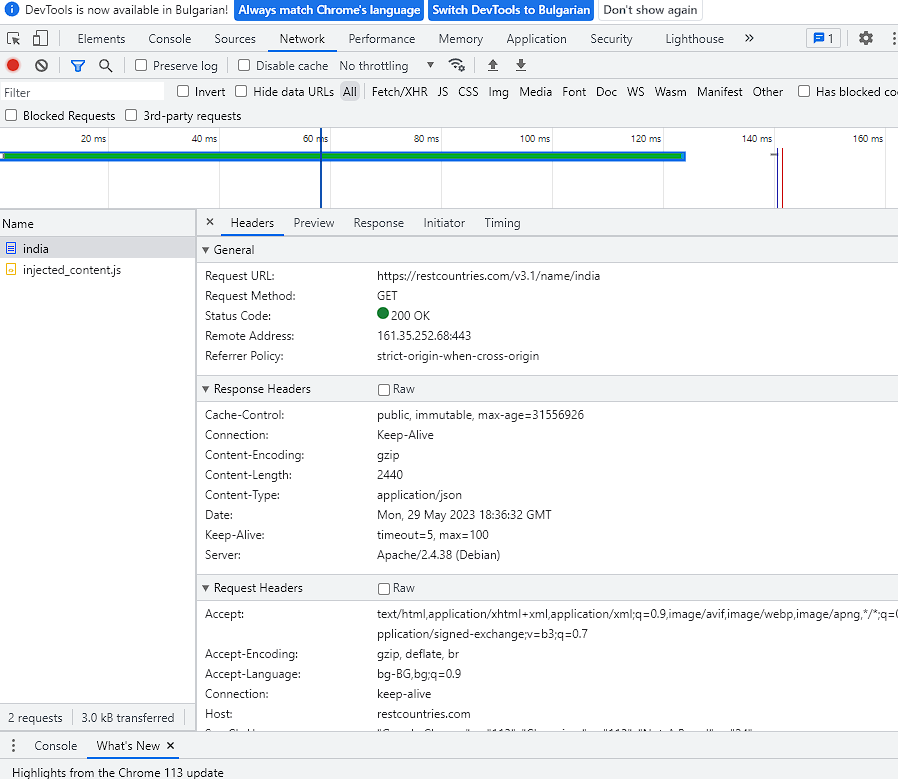 DevTools is now available in Bulgarian! Always match Chrome's language Switch DevTools to Bulgarian Don't show again
Elements Console Sources Network Performance Memory Application Security Lighthouse 1
Preserve log Disable cache No throttling
Filter Invert Hide data URLs All Fetch/XHR JS CSS Img Media Font Doc WS Wasm Manifest Other Has blocked co
Blocked Requests 3rd-party requests
20 ms 40 ms 60 ms 80 ms 100 ms 120 ms 140 ms 160 ms
Name
india
injected_content.js
2 requests 3.0 kB transferred
Headers Preview Response Initiator Timing
General
Request URL: https://restcountries.com/v3.1/name/india
Request Method: GET
Status Code: 200 OK
Remote Address: 161.35.252.68:443
Referrer Policy: strict-origin-when-cross-origin
Response Headers Raw
Cache-Control: public, immutable, max-age=31556926
Connection: Keep-Alive
Content-Encoding: gzip
Content-Length: 2440
Content-Type: application/json
Date: Mon, 29 May 2023 18:36:32 GMT
Keep-Alive: timeout=5, max=100
Server: Apache/2.4.38 (Debian)
Request Headers Raw
Accept: text/html,application/xhtml+xml,application/xml;q=0.9,image/avif,image/webp,image/apng,*/*;q=
pplication/signed-exchange;v=b3;q=0.7
Accept-Encoding: gzip, deflate, br
Accept-Language: bg-BG,bg;q=0.9
Connection: keep-alive
Host: restcountries.com
Console What's New
Highlights from the Chrome 113 update